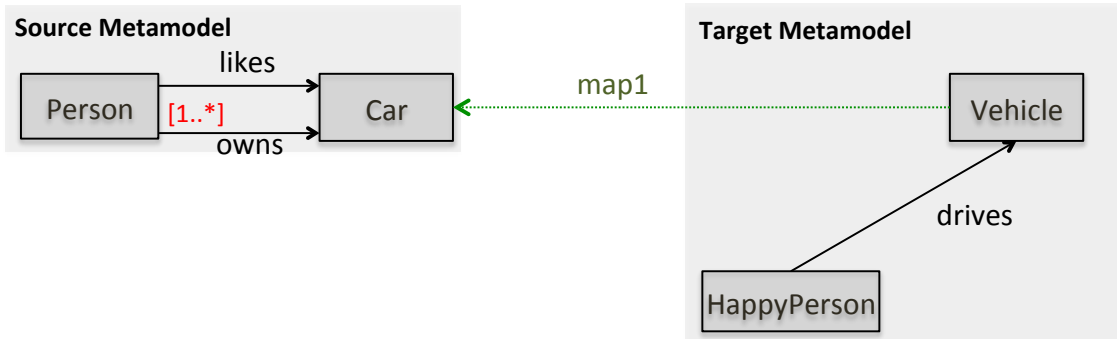 Source Metamodel
likes
Person
[1..*]
Car
owns
map1
Target Metamodel
Vehicle
drives
HappyPerson